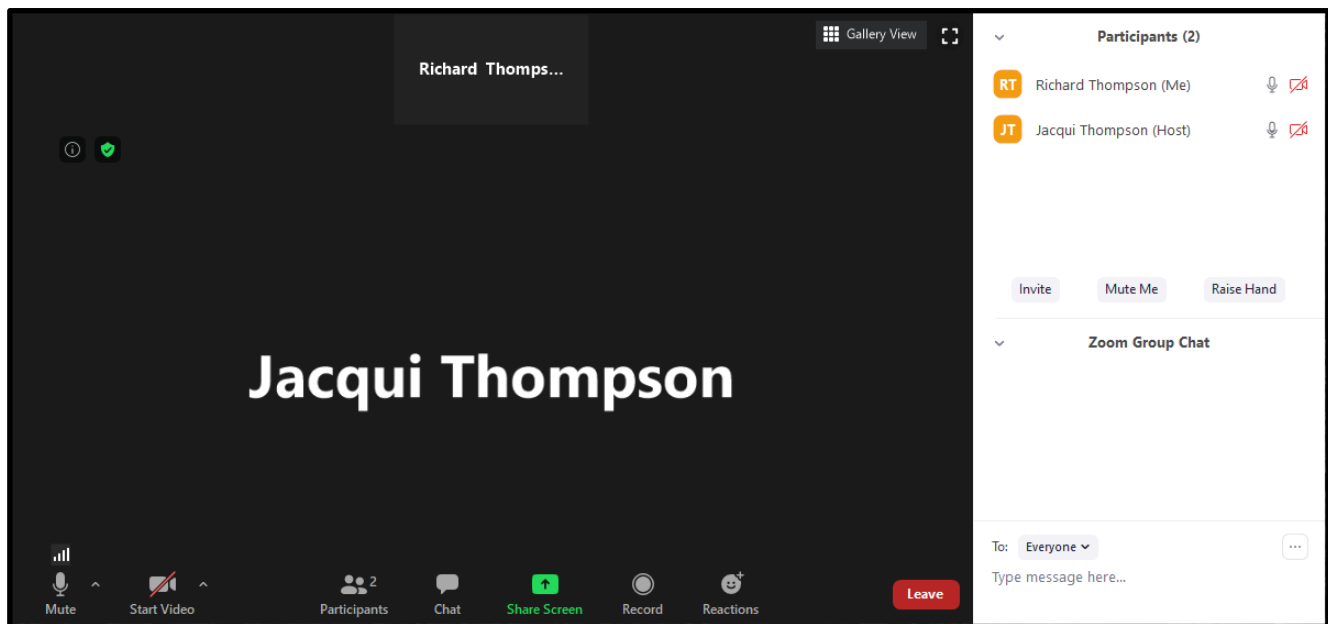 Gallery View
Richard Thomps...
Jacqui Thompson
Mute
Start Video
2
Participants
Chat
Share Screen
Record
Reactions
Leave
Participants (2)
RT Richard Thompson (Me)
JT Jacqui Thompson (Host)
Invite Mute Me Raise Hand
Zoom Group Chat
To: Everyone
Type message here...